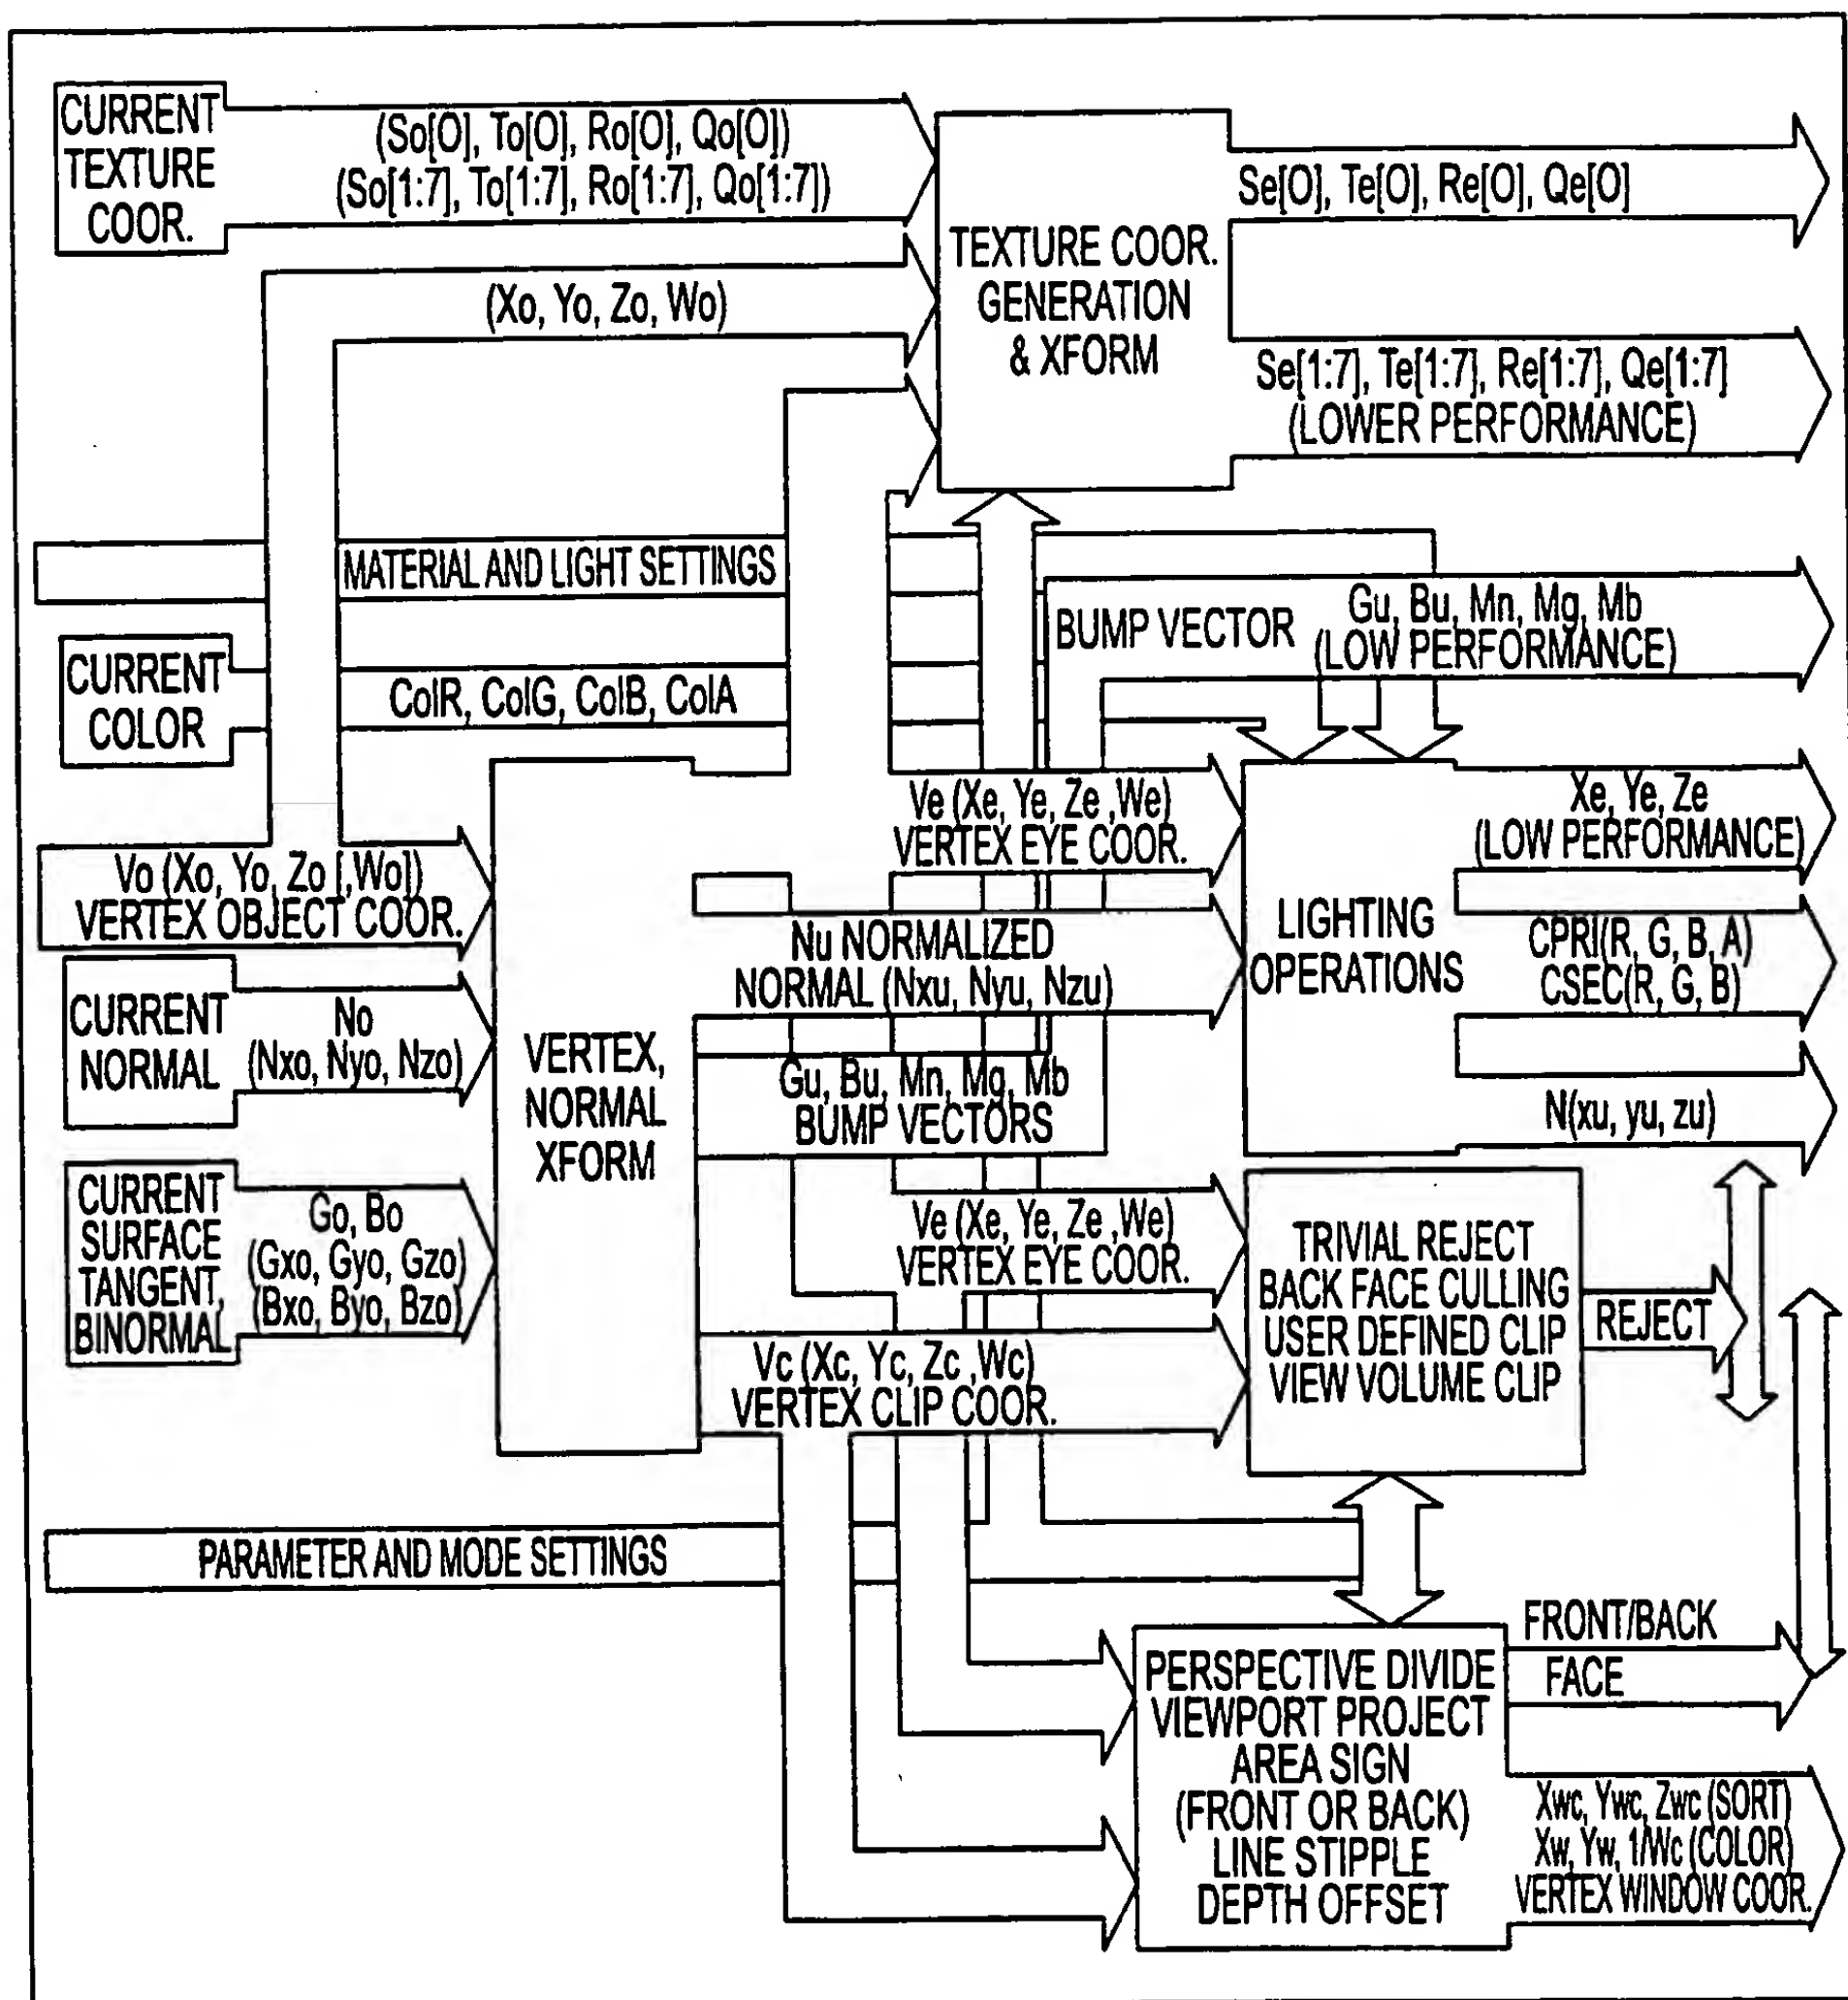 CURRENT
TEXTURE
COOR.
(So[O], To[O], Ro[O], Qo[O])
(So[1:7], To[1:7], Ro[1:7], Qo[1:7])
(Xo, Yo, Zo, Wo)
TEXTURE COOR.
GENERATION
& XFORM
Se[O], Te[O], Re[O], Qe[O]
Se[1:7], Te[1:7], Re[1:7], Qe[1:7]
(LOWER PERFORMANCE)
MATERIAL AND LIGHT SETTINGS
BUMP VECTOR
Gu, Bu, Mn, Mg, Mb
(LOW PERFORMANCE)
CURRENT
COLOR
ColR, ColG, ColB, ColA
Vo (Xo, Yo, Zo [,Wo])
VERTEX OBJECT COOR.
CURRENT
NORMAL
No
(Nxo, Nyo, Nzo)
CURRENT
SURFACE
TANGENT,
BINORMAL
Go, Bo
(Gxo, Gyo, Gzo)
(Bxo, Byo, Bzo)
VERTEX,
NORMAL
XFORM
Ve (Xe, Ye, Ze ,We)
VERTEX EYE COOR.
Nu NORMALIZED
NORMAL (Nxu, Nyu, Nzu)
Gu, Bu, Mn, Mg, Mb
BUMP VECTORS
Ve (Xe, Ye, Ze ,We)
VERTEX EYE COOR.
Vc (Xc, Yc, Zc ,Wc)
VERTEX CLIP COOR.
LIGHTING
OPERATIONS
Xe, Ye, Ze
(LOW PERFORMANCE)
CPRI(R, G, B, A)
CSEC(R, G, B)
N(xu, yu, zu)
TRIVIAL REJECT
BACK FACE CULLING
USER DEFINED CLIP
VIEW VOLUME CLIP
REJECT
PARAMETER AND MODE SETTINGS
PERSPECTIVE DIVIDE
VIEWPORT PROJECT
AREA SIGN
(FRONT OR BACK)
LINE STIPPLE
DEPTH OFFSET
FRONT/BACK
FACE
Xwc, Ywc, Zwc (SORT)
Xw, Yw, 1/Wc (COLOR)
VERTEX WINDOW COOR.